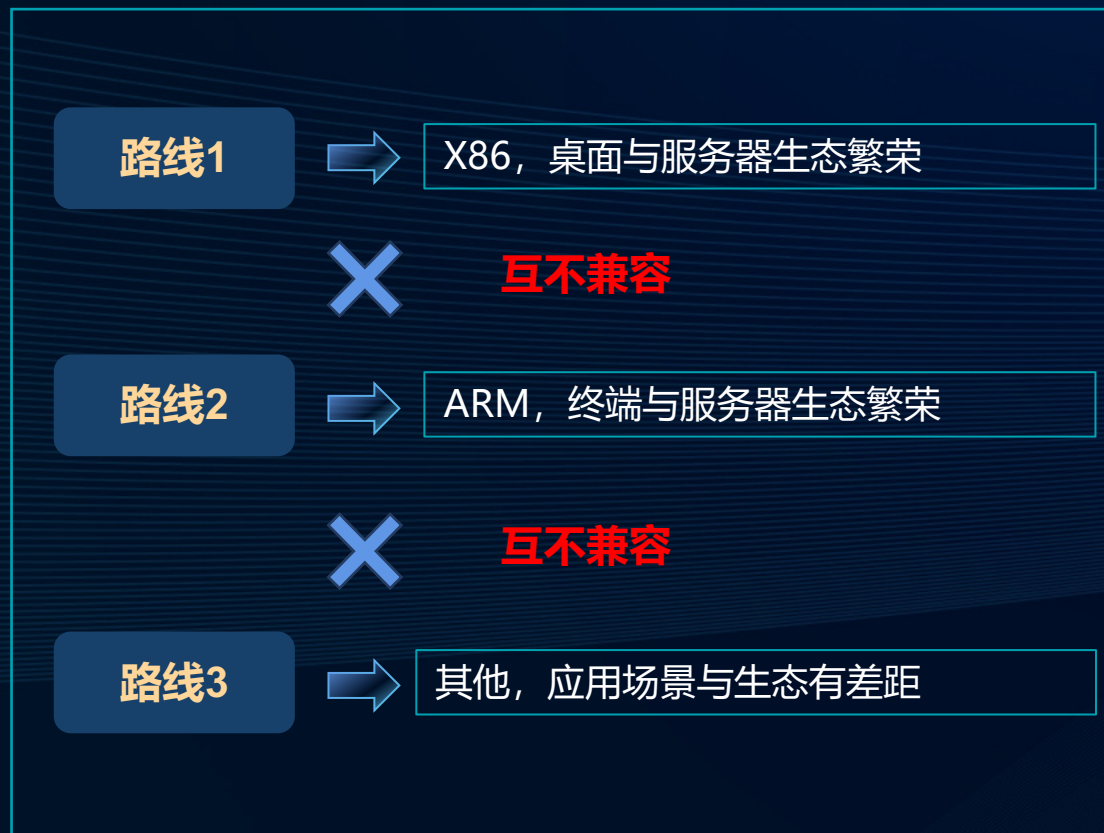 路线1
X86，桌面与服务器生态繁荣
互不兼容
路线2
ARM，终端与服务器生态繁荣
互不兼容
路线3
其他，应用场景与生态有差距